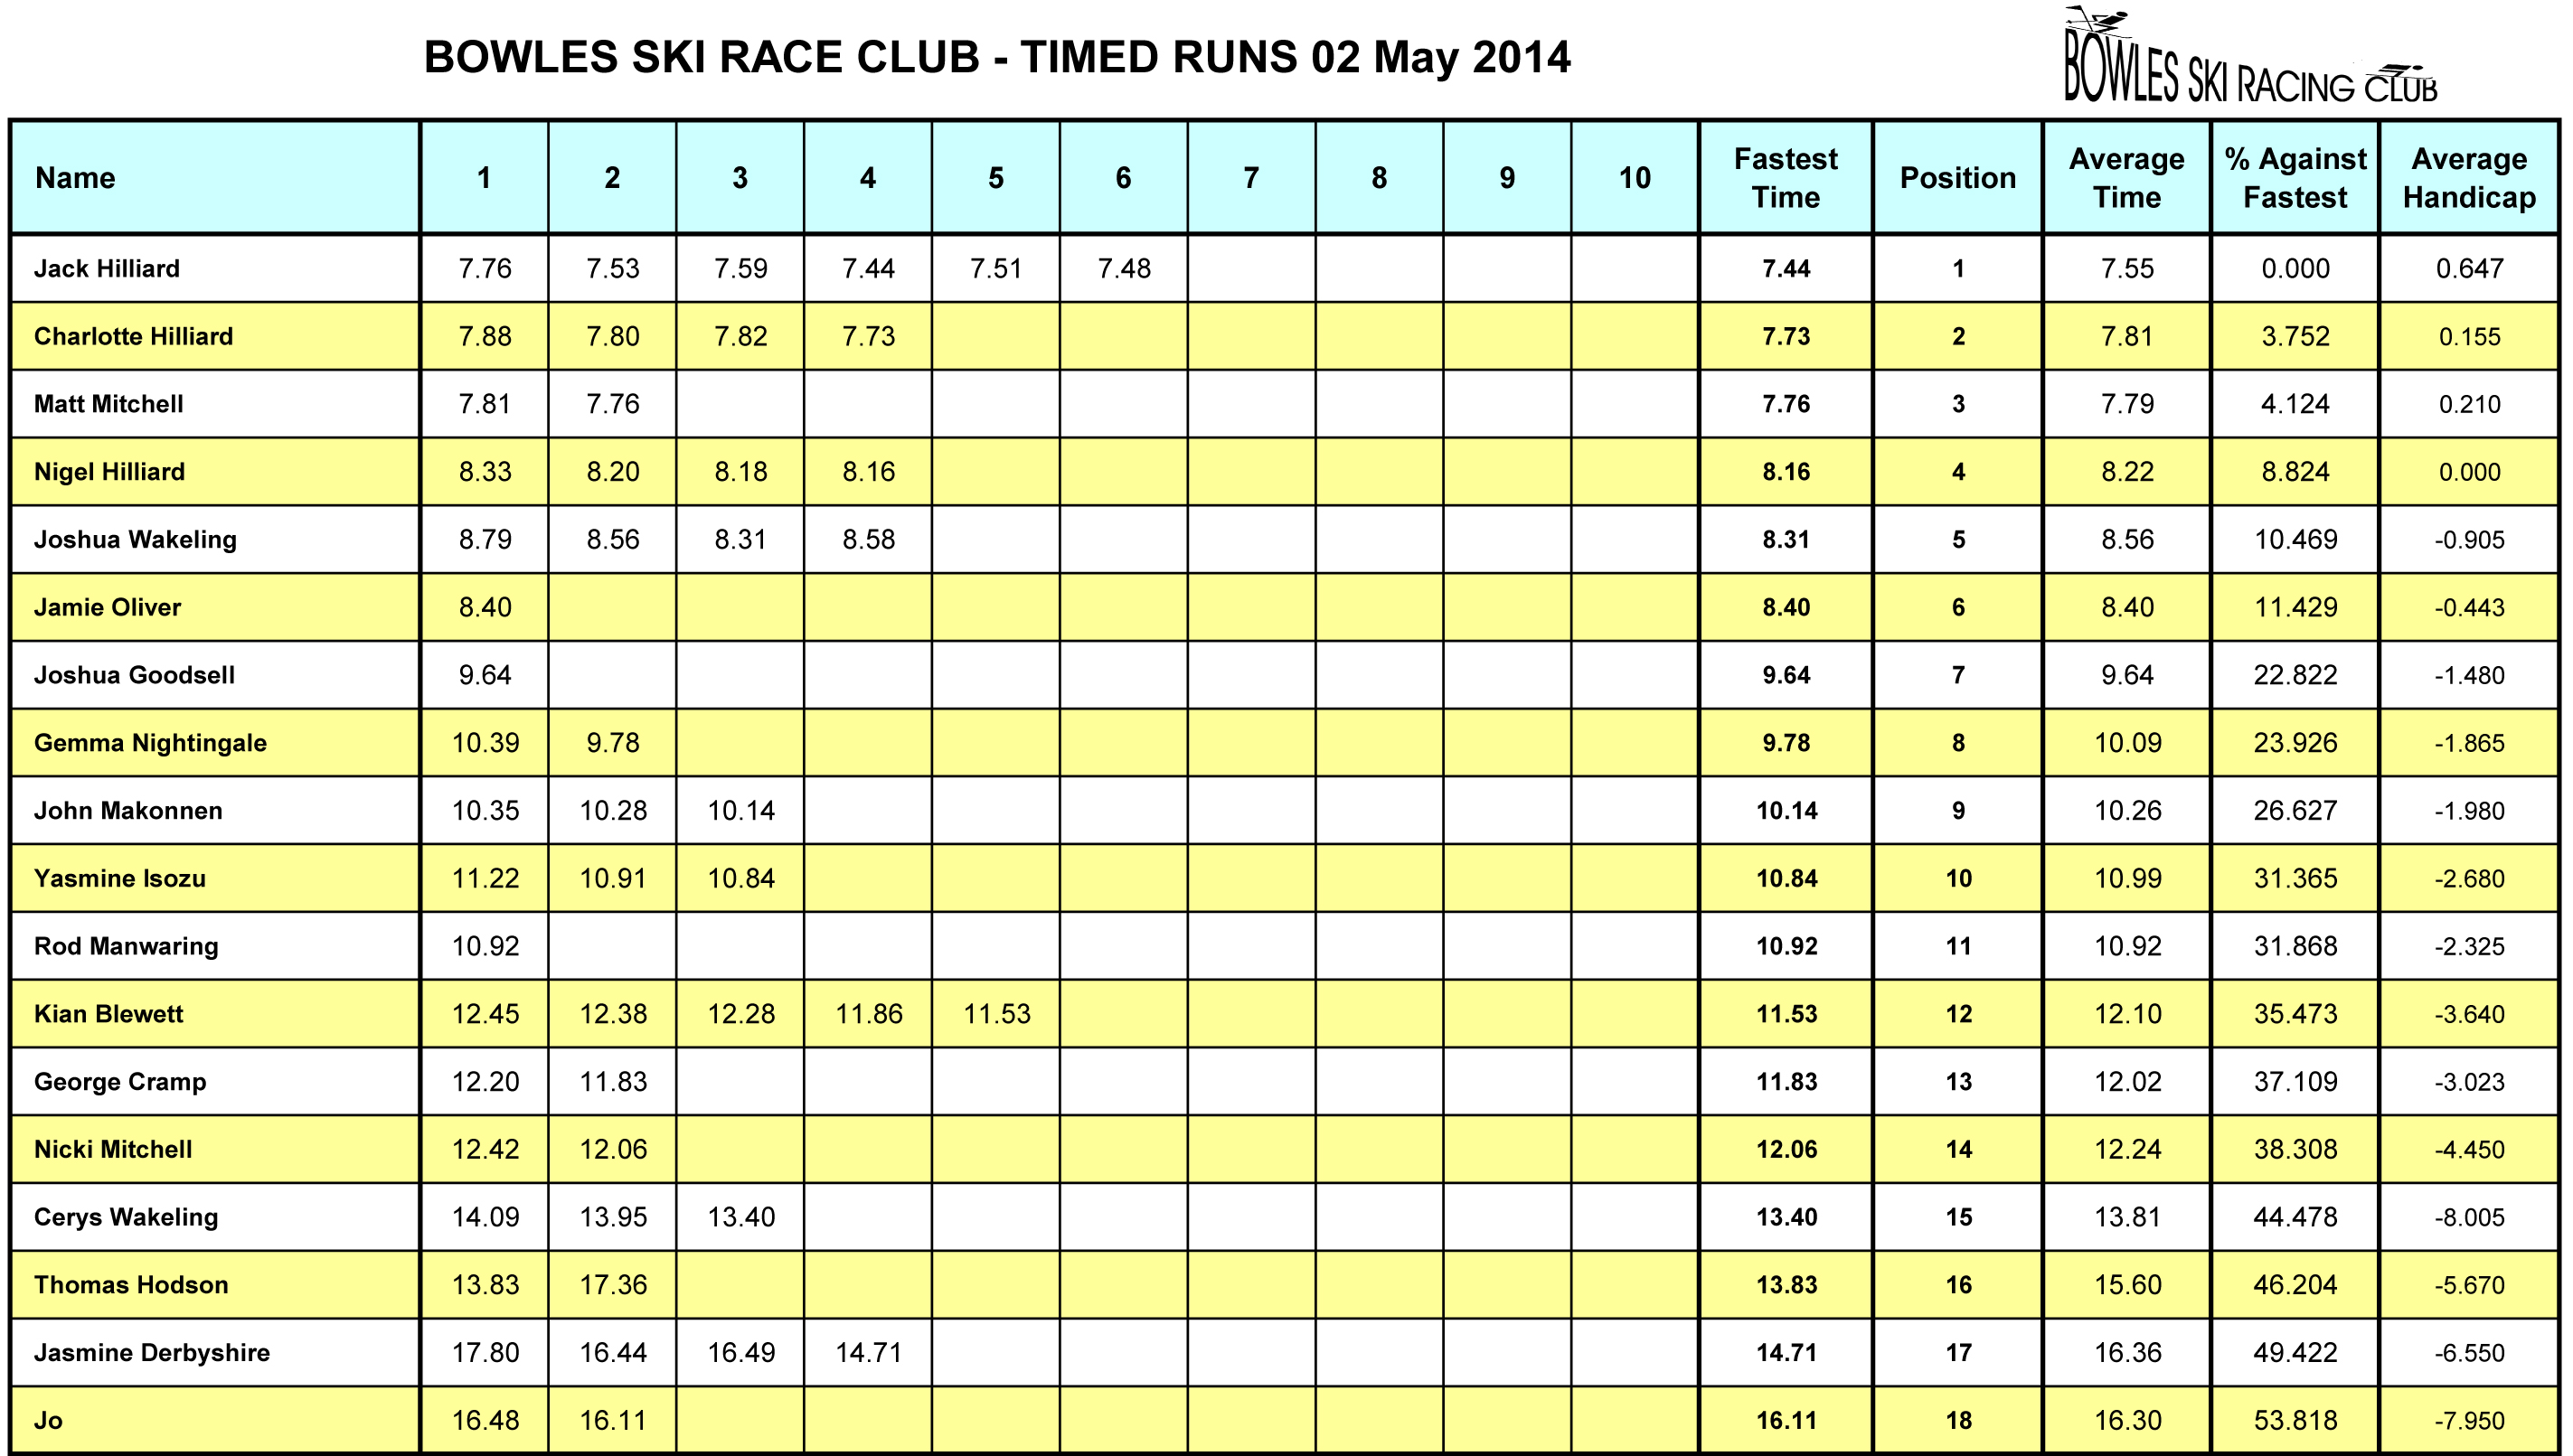 BOWLES SKI RACE CLUB - TIMED RUNS 02 May 2014
BOWLES SKI RACING CLUB
Name 1 2 3 4 5 6 7 8 9 10 Fastest Time Position Average Time % Against Fastest Average Handicap
Jack Hilliard 7.76 7.53 7.59 7.44 7.51 7.48 7.44 1 7.55 0.000 0.647
Charlotte Hilliard 7.88 7.80 7.82 7.73 7.73 2 7.81 3.752 0.155
Matt Mitchell 7.81 7.76 7.76 3 7.79 4.124 0.210
Nigel Hilliard 8.33 8.20 8.18 8.16 8.16 4 8.22 8.824 0.000
Joshua Wakeling 8.79 8.56 8.31 8.58 8.31 5 8.56 10.469 -0.905
Jamie Oliver 8.40 8.40 6 8.40 11.429 -0.443
Joshua Goodsell 9.64 9.64 7 9.64 22.822 -1.480
Gemma Nightingale 10.39 9.78 9.78 8 10.09 23.926 -1.865
John Makonnen 10.35 10.28 10.14 10.14 9 10.26 26.627 -1.980
Yasmine Isozu 11.22 10.91 10.84 10.84 10 10.99 31.365 -2.680
Rod Manwaring 10.92 10.92 11 10.92 31.868 -2.325
Kian Blewett 12.45 12.38 12.28 11.86 11.53 11.53 12 12.10 35.473 -3.640
George Cramp 12.20 11.83 11.83 13 12.02 37.109 -3.023
Nicki Mitchell 12.42 12.06 12.06 14 12.24 38.308 -4.450
Cerys Wakeling 14.09 13.95 13.40 13.40 15 13.81 44.478 -8.005
Thomas Hodson 13.83 17.36 13.83 16 15.60 46.204 -5.670
Jasmine Derbyshire 17.80 16.44 16.49 14.71 14.71 17 16.36 49.422 -6.550
Jo 16.48 16.11 16.11 18 16.30 53.818 -7.950